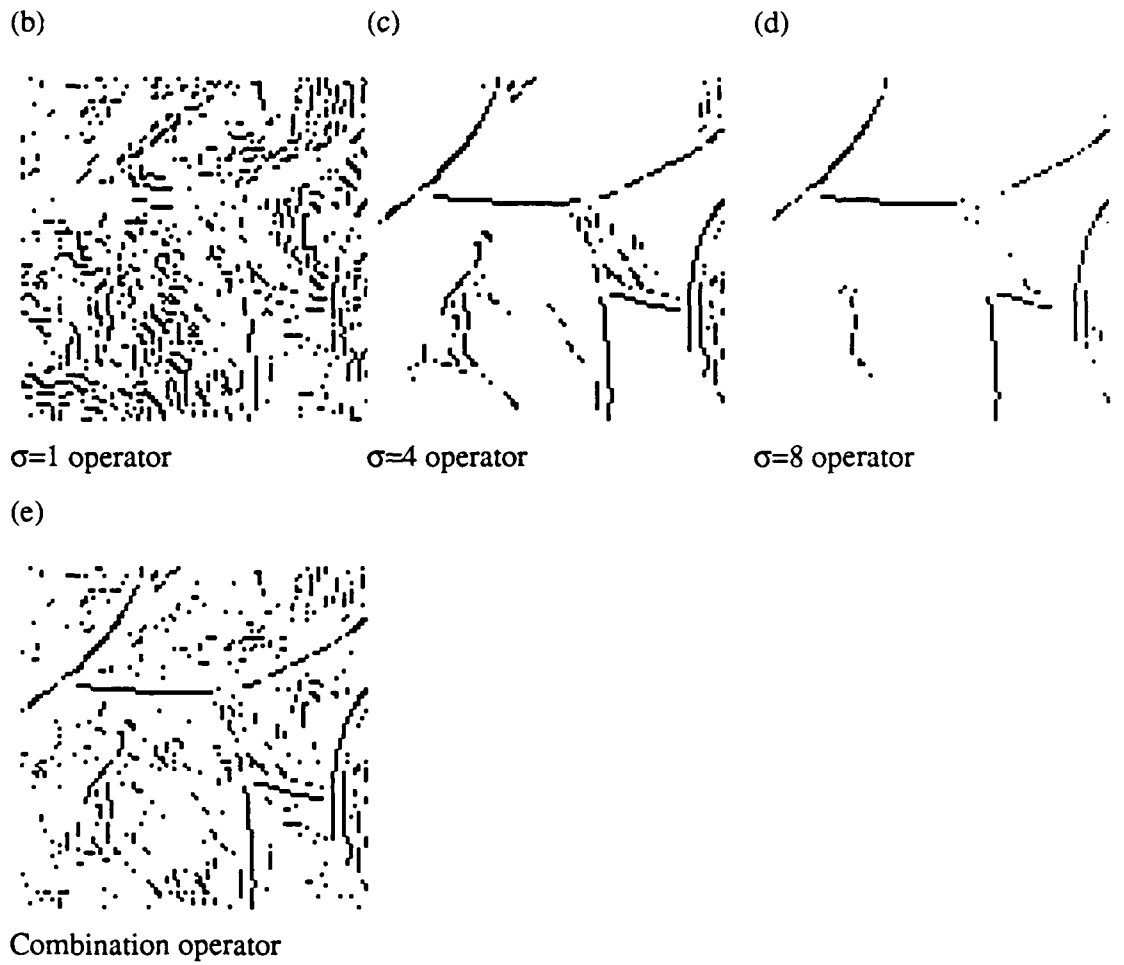 (b) (c) (d)
σ=1 operator σ=4 operator σ=8 operator
(e)
Combination operator